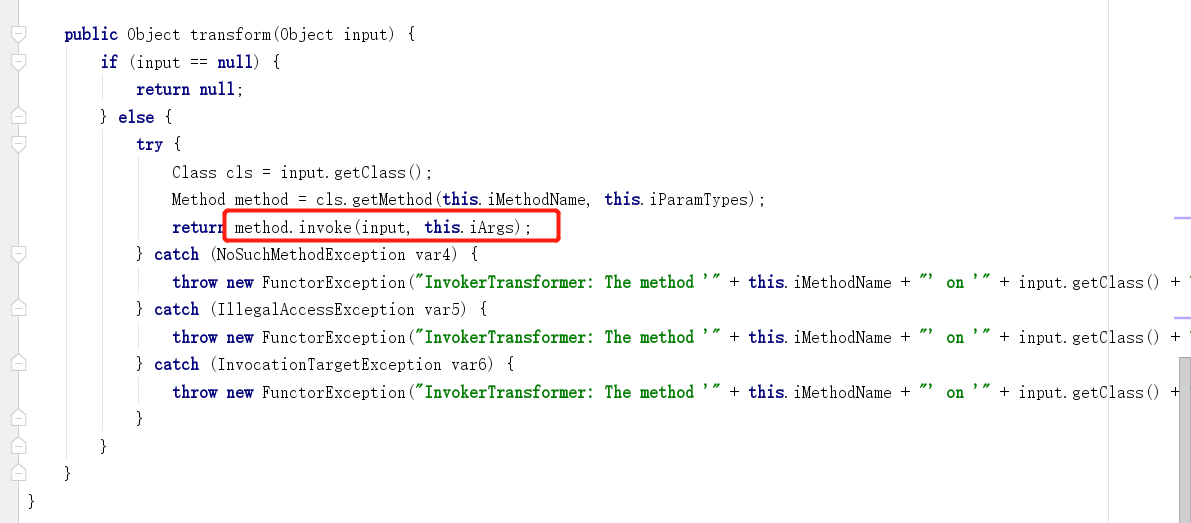 public Object transform(Object input) {
if (input == null) {
return null;
} else {
try {
Class cls = input.getClass();
Method method = cls.getMethod(this.iMethodName, this.iParamTypes);
return method.invoke(input, this.iArgs);
} catch (NoSuchMethodException var4) {
throw new FunctorException("InvokerTransformer: The method '" + this.iMethodName + "' on '" + input.getClass() +
} catch (IllegalAccessException var5) {
throw new FunctorException("InvokerTransformer: The method '" + this.iMethodName + "' on '" + input.getClass() +
} catch (InvocationTargetException var6) {
throw new FunctorException("InvokerTransformer: The method '" + this.iMethodName + "' on '" + input.getClass() +
}
}
}
}